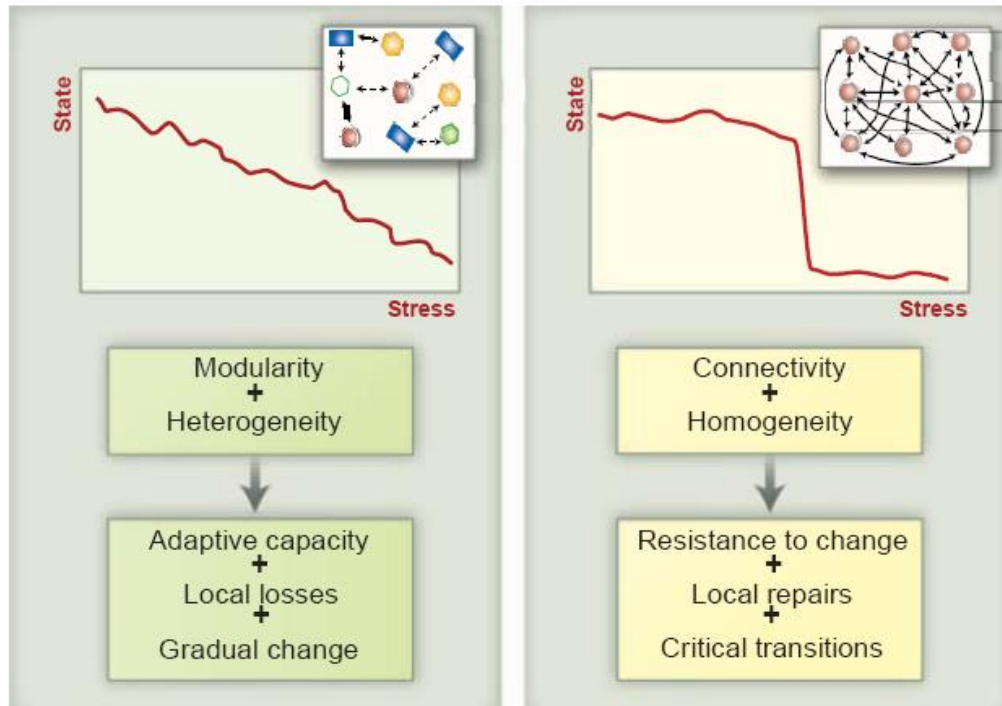 State
Stress
Modularity
+
Heterogeneity
Adaptive capacity
+
Local losses
+
Gradual change
State
Stress
Connectivity
+
Homogeneity
Resistance to change
+
Local repairs
+
Critical transitions